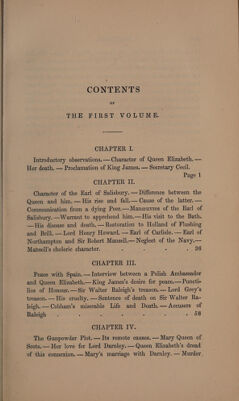 CONTENTS
OF
THE FIRST VOLUME.
CHAPTER I.
Introductory observations. — Character of Queen Elizabeth. —
Her death. — Proclamation of King James. — Secretary Cecil.
Page 1
CHAPTER II.
Character of the Earl of Salisbury. — Difference between the
Queen and him. — His rise and fall. — Cause of the latter. —
Communication from a dying Peer. — Manœuvres of the Earl of
Salisbury. — Warrant to apprehend him. — His visit to the Bath.
— His disease and death. — Restoration to Holland of Flushing
and Brill. — Lord Henry Howard. — Earl of Carlisle. — Earl of
Northampton and Sir Robert Mansell. — Neglect of the Navy. —
Mansell's choleric character. . . . . 36
CHAPTER III.
Peace with Spain. — Interview between a Polish Ambassador
and Queen Elizabeth. — King James's desire for peace. — Puncti-
lios of Honour. — Sir Walter Raleigh's treason. — Lord Grey's
treason. — His cruelty. — Sentence of death on Sir Walter Ra-
leigh. — Cobham's miserable Life and Death. — Accusers of
Raleigh . . . . . . . 58
CHAPTER IV.
The Gunpowder Plot. — Its remote causes. — Mary Queen of
Scots. — Her love for Lord Darnley. — Queen Elizabeth's dread
of this connexion. — Mary's marriage with Darnley. — Murder